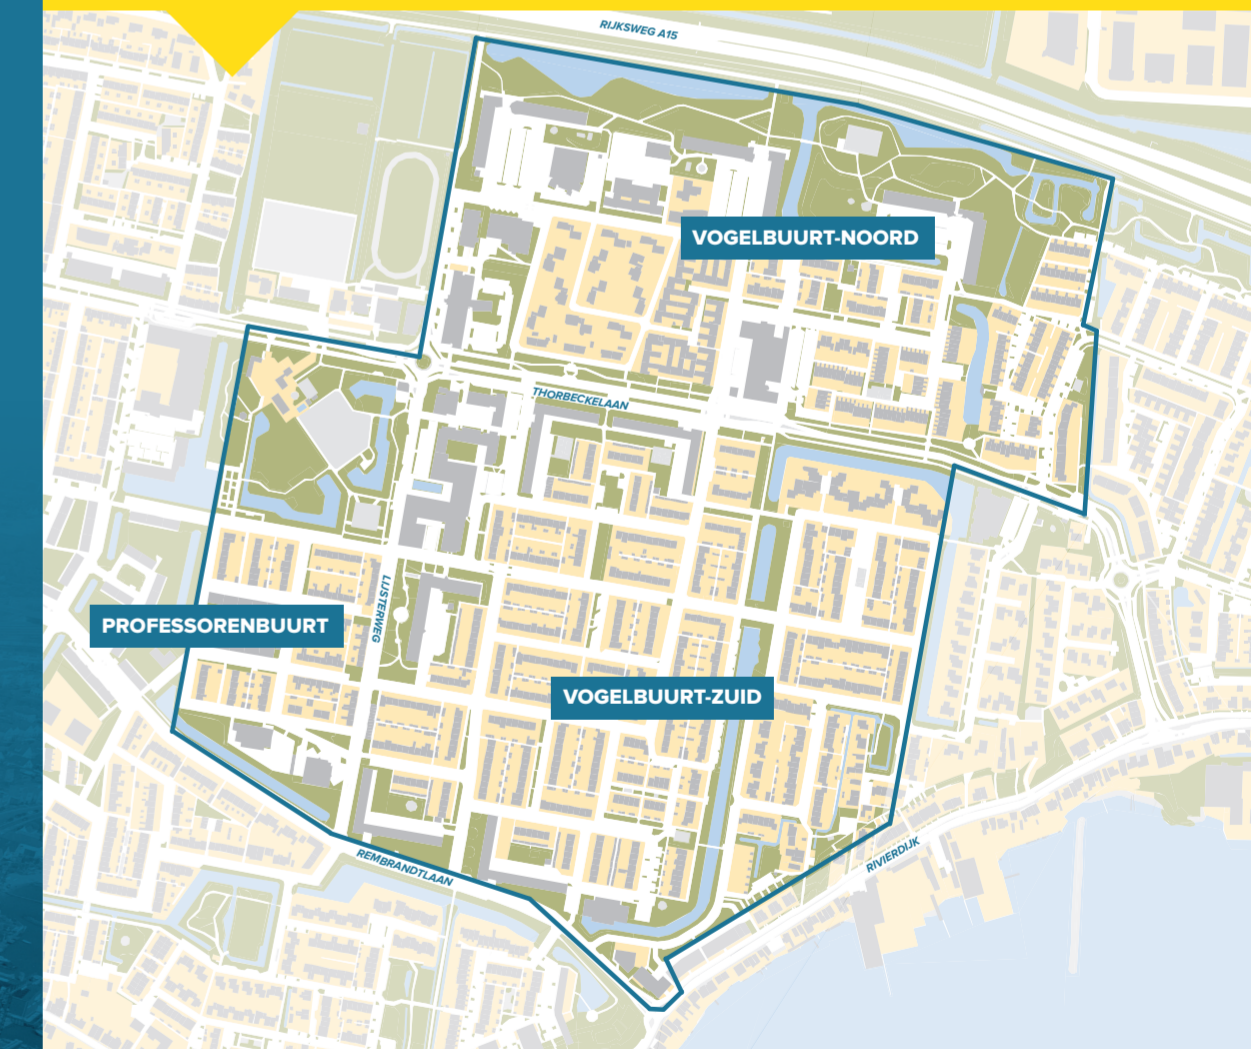 RIJKSWEG A15
VOGELBUURT-NOORD
THORBECKELAAN
LIJSTERWEG
PROFESSORENBUURT
VOGELBUURT-ZUID
REMBRANDTLAAN
RIVIERDIJK